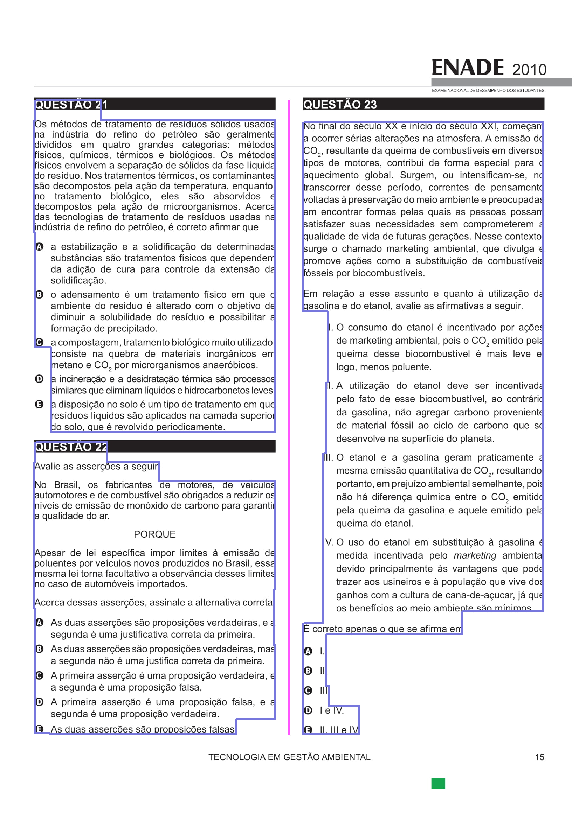 ENADE 2010
EXAME NACIONAL DE DESEMPENHO DOS ESTUDANTES
QUESTÃO 21
Os métodos de tratamento de resíduos sólidos usados
na indústria do refino do petróleo são geralmente
divididos em quatro grandes categorias: métodos
físicos, químicos, térmicos e biológicos. Os métodos
físicos envolvem a separação de sólidos da fase líquida
do resíduo. Nos tratamentos térmicos, os contaminantes
são decompostos pela ação da temperatura, enquanto,
no tratamento biológico, eles são absorvidos e
decompostos pela ação de microorganismos. Acerca
das tecnologias de tratamento de resíduos usadas na
indústria de refino do petróleo, é correto afirmar que
A a estabilização e a solidificação de determinadas
substâncias são tratamentos físicos que dependem
da adição de cura para controle da extensão da
solidificação.
B o adensamento é um tratamento físico em que o
ambiente do resíduo é alterado com o objetivo de
diminuir a solubilidade do resíduo e possibilitar a
formação de precipitado.
C a compostagem, tratamento biológico muito utilizado,
consiste na quebra de materiais inorgânicos em
metano e CO2 por microrganismos anaeróbicos.
D a incineração e a desidratação térmica são processos
similares que eliminam líquidos e hidrocarbonetos leves.
E a disposição no solo é um tipo de tratamento em que
resíduos líquidos são aplicados na camada superior
do solo, que é revolvido periodicamente.
QUESTÃO 22
Avalie as asserções a seguir.
No Brasil, os fabricantes de motores, de veículos
automotores e de combustível são obrigados a reduzir os
níveis de emissão de monóxido de carbono para garantir
a qualidade do ar.
PORQUE
Apesar de lei específica impor limites à emissão de
poluentes por veículos novos produzidos no Brasil, essa
mesma lei torna facultativo a observância desses limites
no caso de automóveis importados.
Acerca dessas asserções, assinale a alternativa correta.
A As duas asserções são proposições verdadeiras, e a
segunda é uma justificativa correta da primeira.
B As duas asserções são proposições verdadeiras, mas
a segunda não é uma justifica correta da primeira.
C A primeira asserção é uma proposição verdadeira, e
a segunda é uma proposição falsa.
D A primeira asserção é uma proposição falsa, e a
segunda é uma proposição verdadeira.
E As duas asserções são proposições falsas.
QUESTÃO 23
No final do século XX e início do século XXI, começam
a ocorrer sérias alterações na atmosfera. A emissão do
CO2, resultante da queima de combustíveis em diversos
tipos de motores, contribui da forma especial para o
aquecimento global. Surgem, ou intensificam-se, no
transcorrer desse período, correntes de pensamento
voltadas à preservação do meio ambiente e preocupadas
em encontrar formas pelas quais as pessoas possam
satisfazer suas necessidades sem comprometerem a
qualidade de vida de futuras gerações. Nesse contexto,
surge o chamado marketing ambiental, que divulga e
promove ações como a substituição de combustíveis
fósseis por biocombustíveis.
Em relação a esse assunto e quanto à utilização da
gasolina e do etanol, avalie as afirmativas a seguir.
I. O consumo do etanol é incentivado por ações
de marketing ambiental, pois o CO2 emitido pela
queima desse biocombustível é mais leve e,
logo, menos poluente.
II. A utilização do etanol deve ser incentivada
pelo fato de esse biocombustível, ao contrário
da gasolina, não agregar carbono proveniente
de material fóssil ao ciclo de carbono que se
desenvolve na superfície do planeta.
III. O etanol e a gasolina geram praticamente a
mesma emissão quantitativa de CO2, resultando,
portanto, em prejuízo ambiental semelhante, pois
não há diferença química entre o CO2 emitido
pela queima da gasolina e aquele emitido pela
queima do etanol.
IV. O uso do etanol em substituição à gasolina é
medida incentivada pelo marketing ambiental
devido principalmente às vantagens que pode
trazer aos usineiros e à população que vive dos
ganhos com a cultura de cana-de-açucar, já que
os benefícios ao meio ambiente são mínimos.
É correto apenas o que se afirma em
A I.
B II.
C III.
D I e IV.
E II, III e IV.
TECNOLOGIA EM GESTÃO AMBIENTAL 15